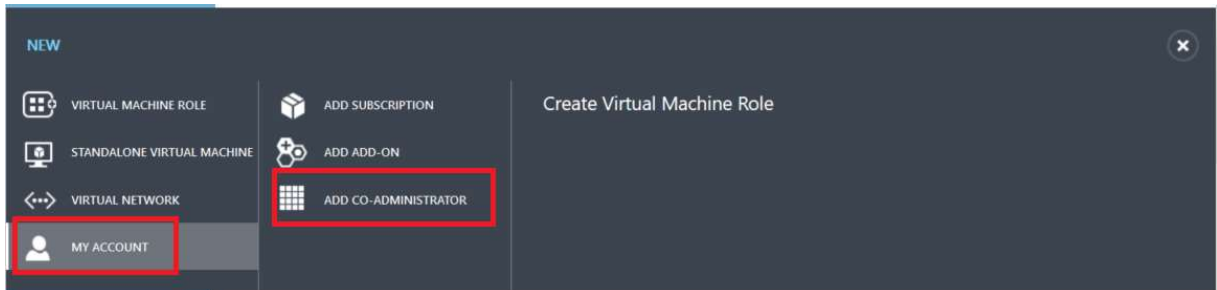 NEW
VIRTUAL MACHINE ROLE
STANDALONE VIRTUAL MACHINE
VIRTUAL NETWORK
MY ACCOUNT
ADD SUBSCRIPTION
ADD ADD-ON
ADD CO-ADMINISTRATOR
Create Virtual Machine Role